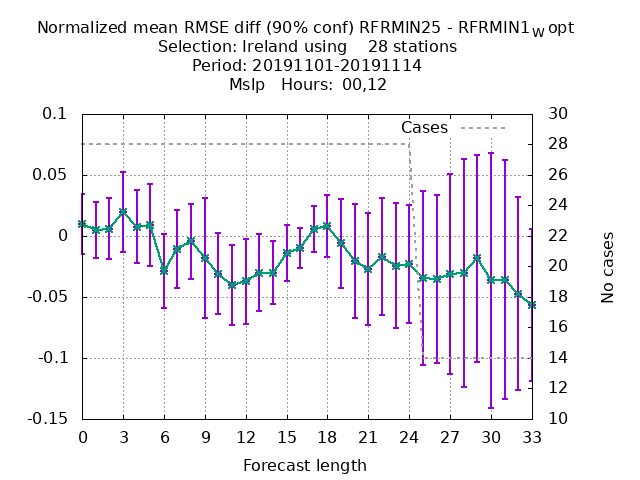 Normalized mean RMSE diff (90% conf) RFRMIN25 - RFRMIN1wopt
Selection: Ireland using 28 stations
Period: 20191101-20191114
Mslp Hours: 00,12
Cases
0.1
0.05
0
-0.05
-0.1
-0.15
30
28
26
24
22
20
18
16
14
12
10
No cases
0 3 6 9 12 15 18 21 24 27 30 33
Forecast length